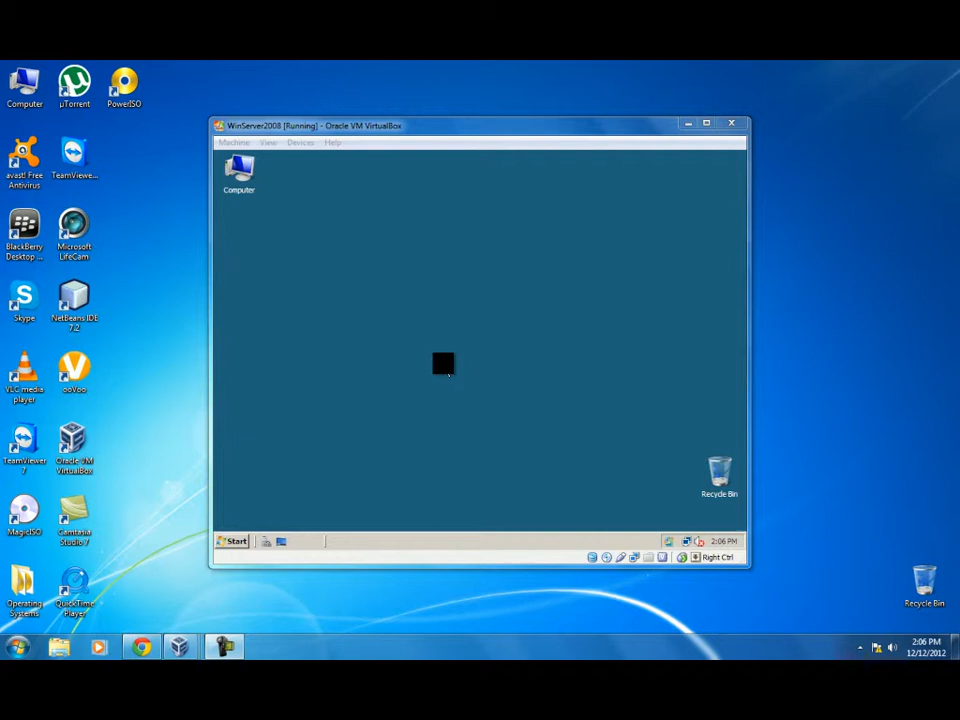 Computer
µTorrent
PowerISO
avast! Free
Antivirus
TeamViewe...
BlackBerry
Desktop ...
Microsoft
LifeCam
Skype
NetBeans IDE
7.2
VLC media
player
ooVoo
TeamViewer
7
Oracle VM
VirtualBox
MagicISO
Camtasia
Studio 7
Operating
Systems
QuickTime
Player
WinServer2008 [Running] - Oracle VM VirtualBox
Machine View Devices Help
Computer
Recycle Bin
Start
2:06 PM
Right Ctrl
Recycle Bin
2:06 PM
12/12/2012